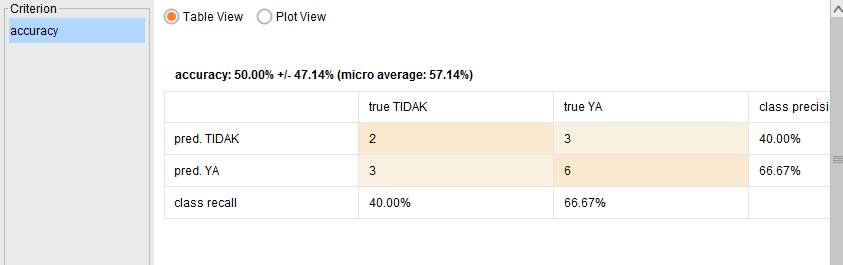 Criterion
accuracy
Table View Plot View
accuracy: 50.00% +/- 47.14% (micro average: 57.14%)
true TIDAK true YA class precisi
pred. TIDAK 2 3 40.00%
pred. YA 3 6 66.67%
class recall 40.00% 66.67%